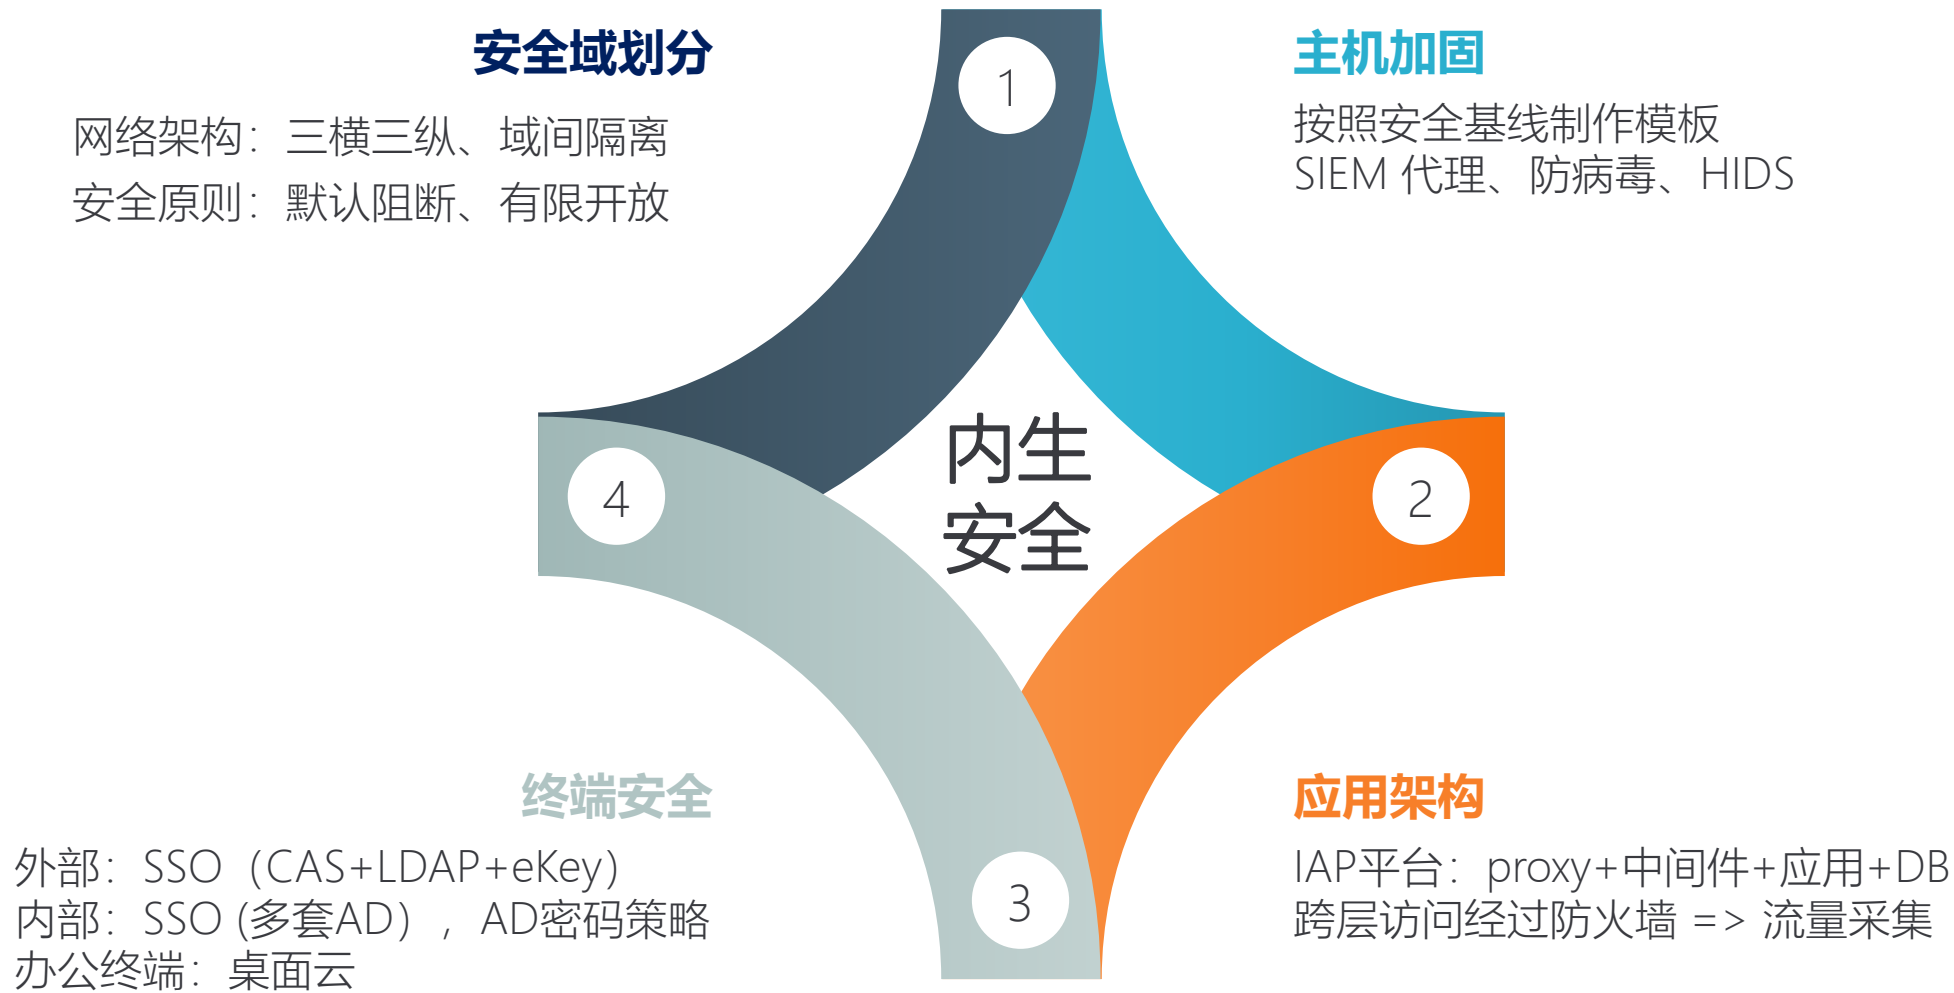 安全域划分
网络架构：三横三纵、域间隔离
安全原则：默认阻断、有限开放
1
主机加固
按照安全基线制作模板
SIEM 代理、防病毒、HIDS
内生
安全
4
2
终端安全
外部：SSO（CAS+LDAP+eKey）
内部：SSO (多套AD），AD密码策略
办公终端：桌面云
3
应用架构
IAP平台：proxy+中间件+应用+DB
跨层访问经过防火墙 => 流量采集